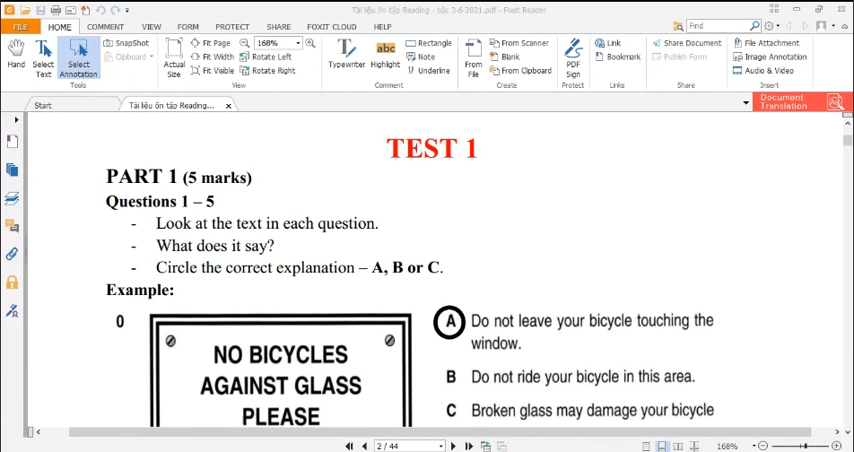 Tài liệu ôn tập Reading - bậc 3-6-2021.pdf - Foxit Reader
FILE HOME COMMENT VIEW FORM PROTECT SHARE FOXIT CLOUD HELP Find
Hand Select Text Select Annotation SnapShot Clipboard Tools
Actual Size Fit Page Fit Width Fit Visible 168% Rotate Left Rotate Right View
Typewriter Highlight Rectangle Note Underline Comment
From File From Scanner Blank From Clipboard Create
PDF Sign Protect
Link Bookmark Links
Share Document Publish Form Share
File Attachment Image Annotation Audio & Video Insert
Start Tài liệu ôn tập Reading... Document Translation
TEST 1
PART 1 (5 marks)
Questions 1 – 5
- Look at the text in each question.
- What does it say?
- Circle the correct explanation – A, B or C.
Example:
0
NO BICYCLES
AGAINST GLASS
PLEASE
A Do not leave your bicycle touching the
window.
B Do not ride your bicycle in this area.
C Broken glass may damage your bicycle
2 / 44 168%